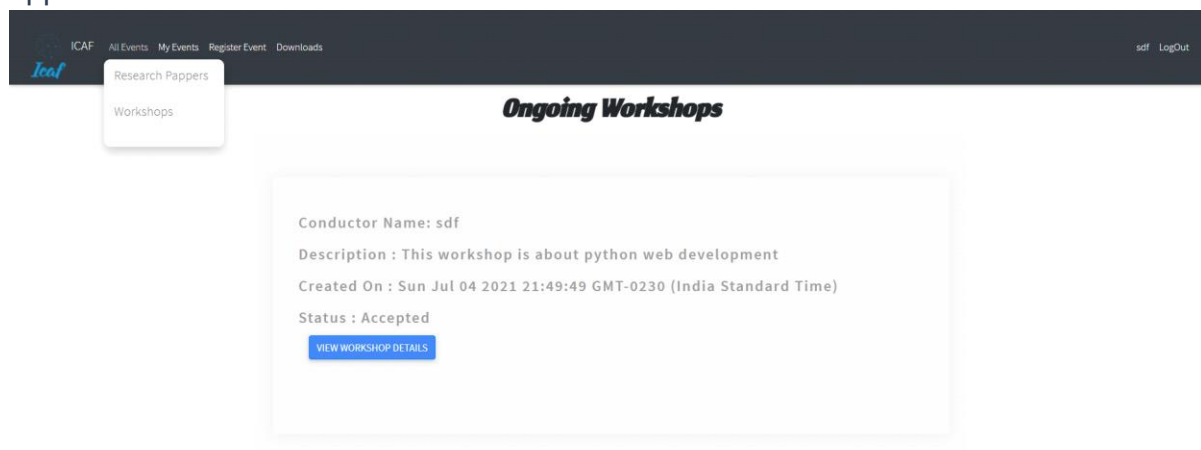 ICAF All Events My Events Register Event Downloads sdf LogOut
Icaf
Research Pappers
Workshops
Ongoing Workshops
Conductor Name: sdf
Description : This workshop is about python web development
Created On : Sun Jul 04 2021 21:49:49 GMT-0230 (India Standard Time)
Status : Accepted
VIEW WORKSHOP DETAILS